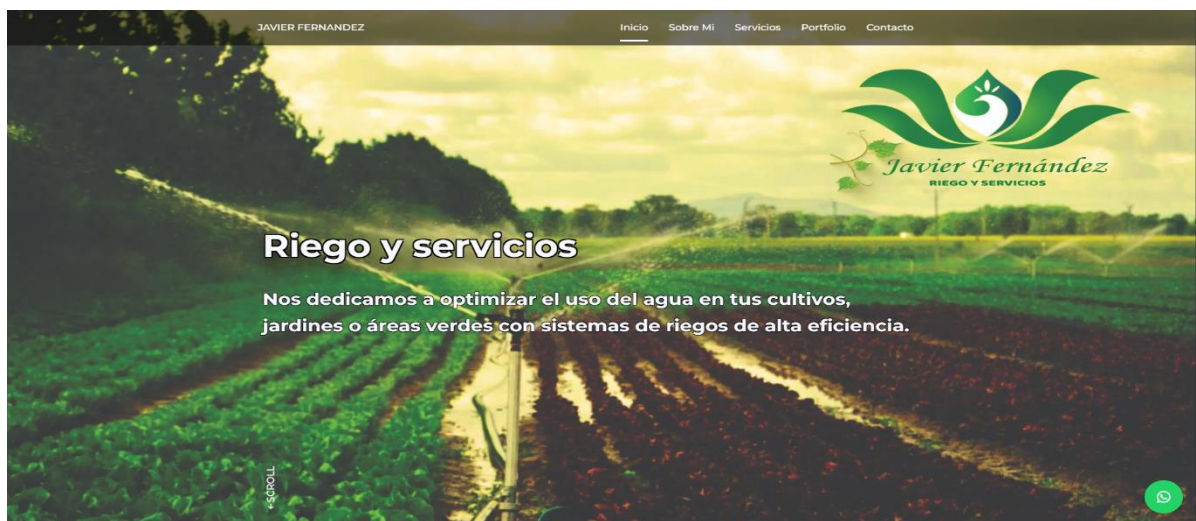 JAVIER FERNANDEZ
Inicio Sobre Mi Servicios Portfolio Contacto
Javier Fernández
RIEGO Y SERVICIOS
Riego y servicios
Nos dedicamos a optimizar el uso del agua en tus cultivos,
jardines o áreas verdes con sistemas de riegos de alta eficiencia.
SCROLL